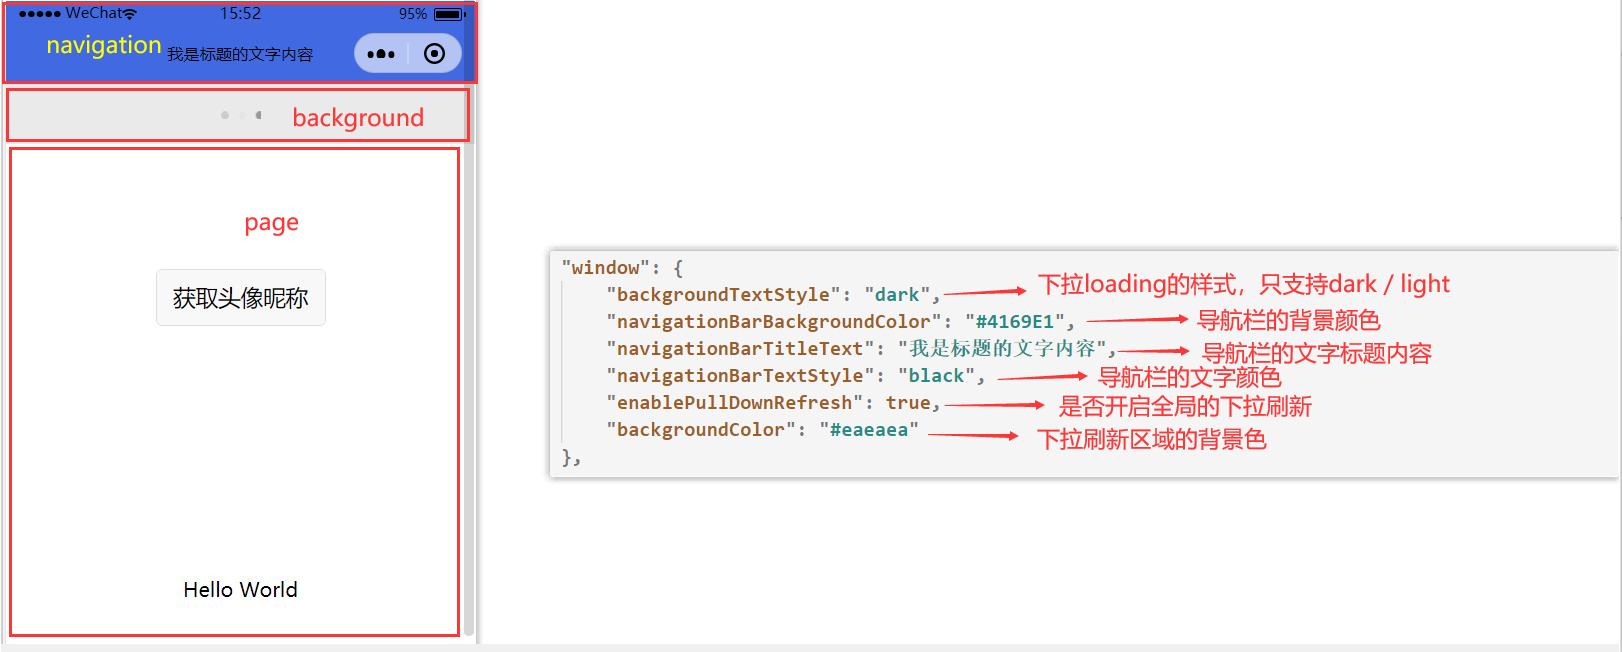 ●●●●● WeChat 15:52 95%
navigation 我是标题的文字内容
background
page
获取头像昵称
Hello World
"window": {
"backgroundTextStyle": "dark", 下拉loading的样式，只支持dark / light
"navigationBarBackgroundColor": "#4169E1", 导航栏的背景颜色
"navigationBarTitleText": "我是标题的文字内容", 导航栏的文字标题内容
"navigationBarTextStyle": "black", 导航栏的文字颜色
"enablePullDownRefresh": true, 是否开启全局的下拉刷新
"backgroundColor": "#eaeaea" 下拉刷新区域的背景色
},